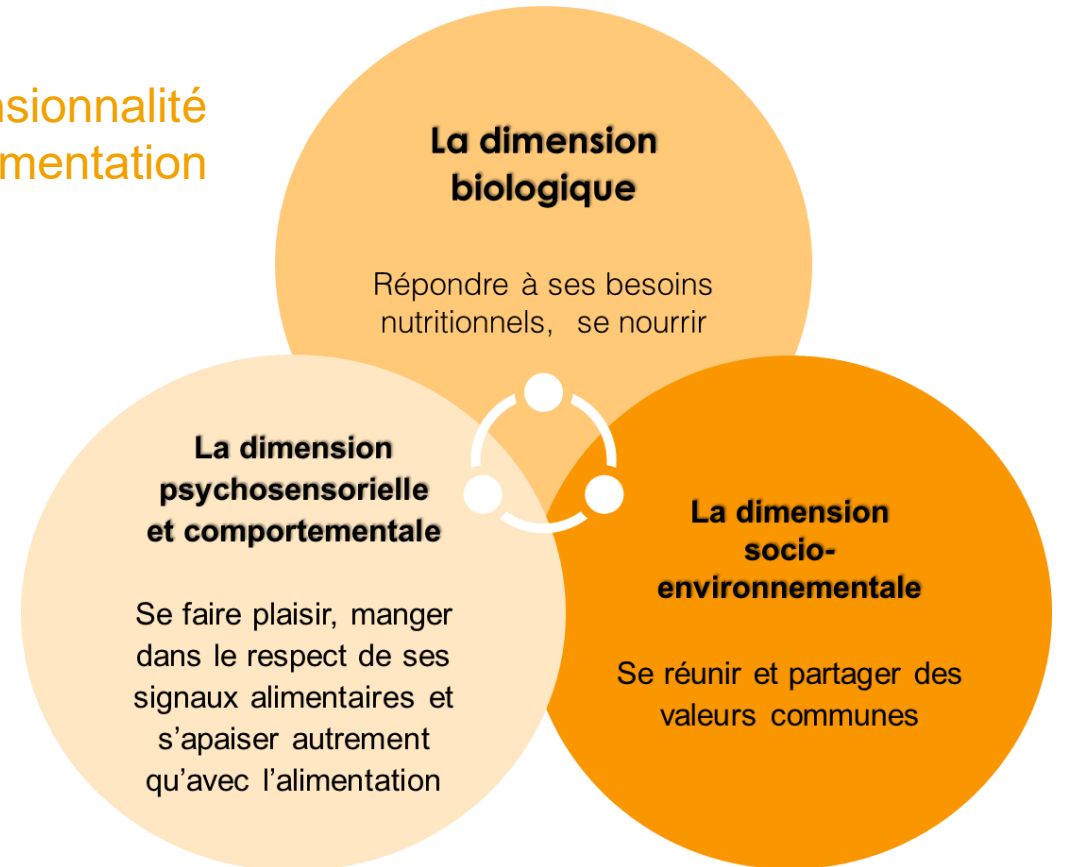 nsionnalité
mentation
La dimension
biologique
Répondre à ses besoins
nutritionnels, se nourrir
La dimension
psychosensorielle
et comportementale
Se faire plaisir, manger
dans le respect de ses
signaux alimentaires et
s’apaiser autrement
qu’avec l’alimentation
La dimension
socio-
environnementale
Se réunir et partager des
valeurs communes